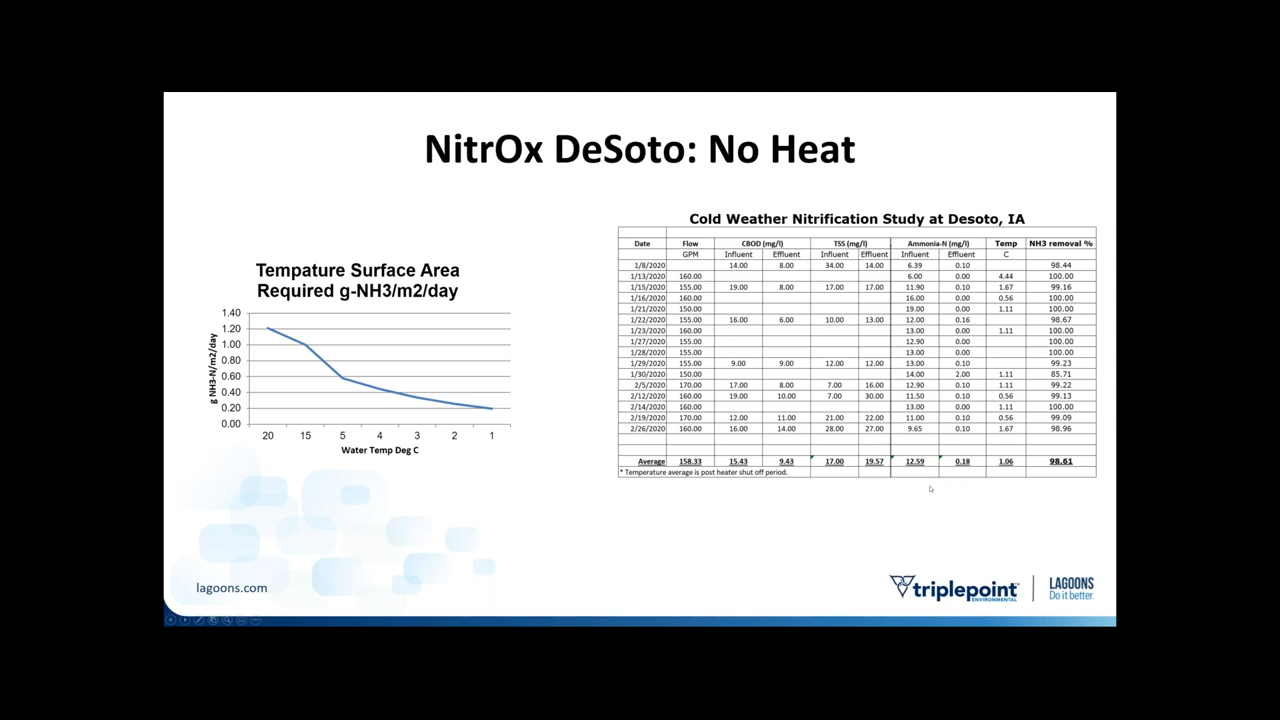 NitrOx DeSoto: No Heat
Tempature Surface Area
Required g-NH3/m2/day
g NH3-N/m2/day
1.40
1.20
1.00
0.80
0.60
0.40
0.20
0.00
20 15 5 4 3 2 1
Water Temp Deg C
Cold Weather Nitrification Study at Desoto, IA
Date Flow CBOD (mg/l) TSS (mg/l) Ammonia-N (mg/l) Temp NH3 removal %
GPM Influent Effluent Influent Effluent Influent Effluent C
1/8/2020 14.00 8.00 34.00 14.00 6.39 0.10 98.44
1/13/2020 160.00 6.00 0.00 4.44 100.00
1/15/2020 155.00 19.00 8.00 17.00 17.00 11.90 0.10 1.67 99.16
1/16/2020 160.00 16.00 0.00 0.56 100.00
1/21/2020 150.00 19.00 0.00 1.11 100.00
1/22/2020 155.00 16.00 6.00 10.00 13.00 12.00 0.16 98.67
1/23/2020 160.00 13.00 0.00 1.11 100.00
1/27/2020 155.00 12.90 0.00 100.00
1/28/2020 155.00 13.00 0.00 100.00
1/29/2020 155.00 9.00 9.00 12.00 12.00 13.00 0.10 99.23
1/30/2020 150.00 14.00 2.00 1.11 85.71
2/5/2020 170.00 17.00 8.00 7.00 16.00 12.90 0.10 1.11 99.22
2/12/2020 160.00 19.00 10.00 7.00 30.00 11.50 0.10 0.56 99.13
2/14/2020 160.00 13.00 0.00 1.11 100.00
2/19/2020 170.00 12.00 11.00 21.00 22.00 11.00 0.10 0.56 99.09
2/26/2020 160.00 16.00 14.00 28.00 27.00 9.65 0.10 1.67 98.96
Average 158.33 15.43 9.43 17.00 19.57 12.59 0.18 1.06 98.61
* Temperature average is post heater shut off period.
lagoons.com
triplepoint™
ENVIRONMENTAL
LAGOONS
Do it better.